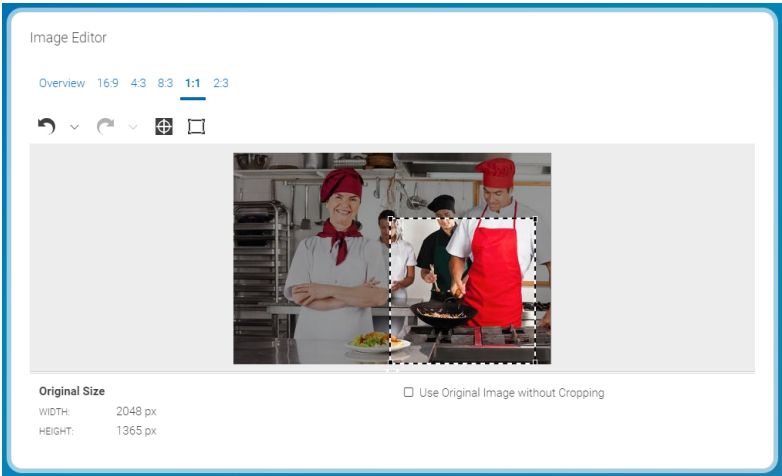 Image Editor
Overview 16:9 4:3 8:3 1:1 2:3
Original Size
Use Original Image without Cropping
WIDTH: 2048 px
HEIGHT: 1365 px